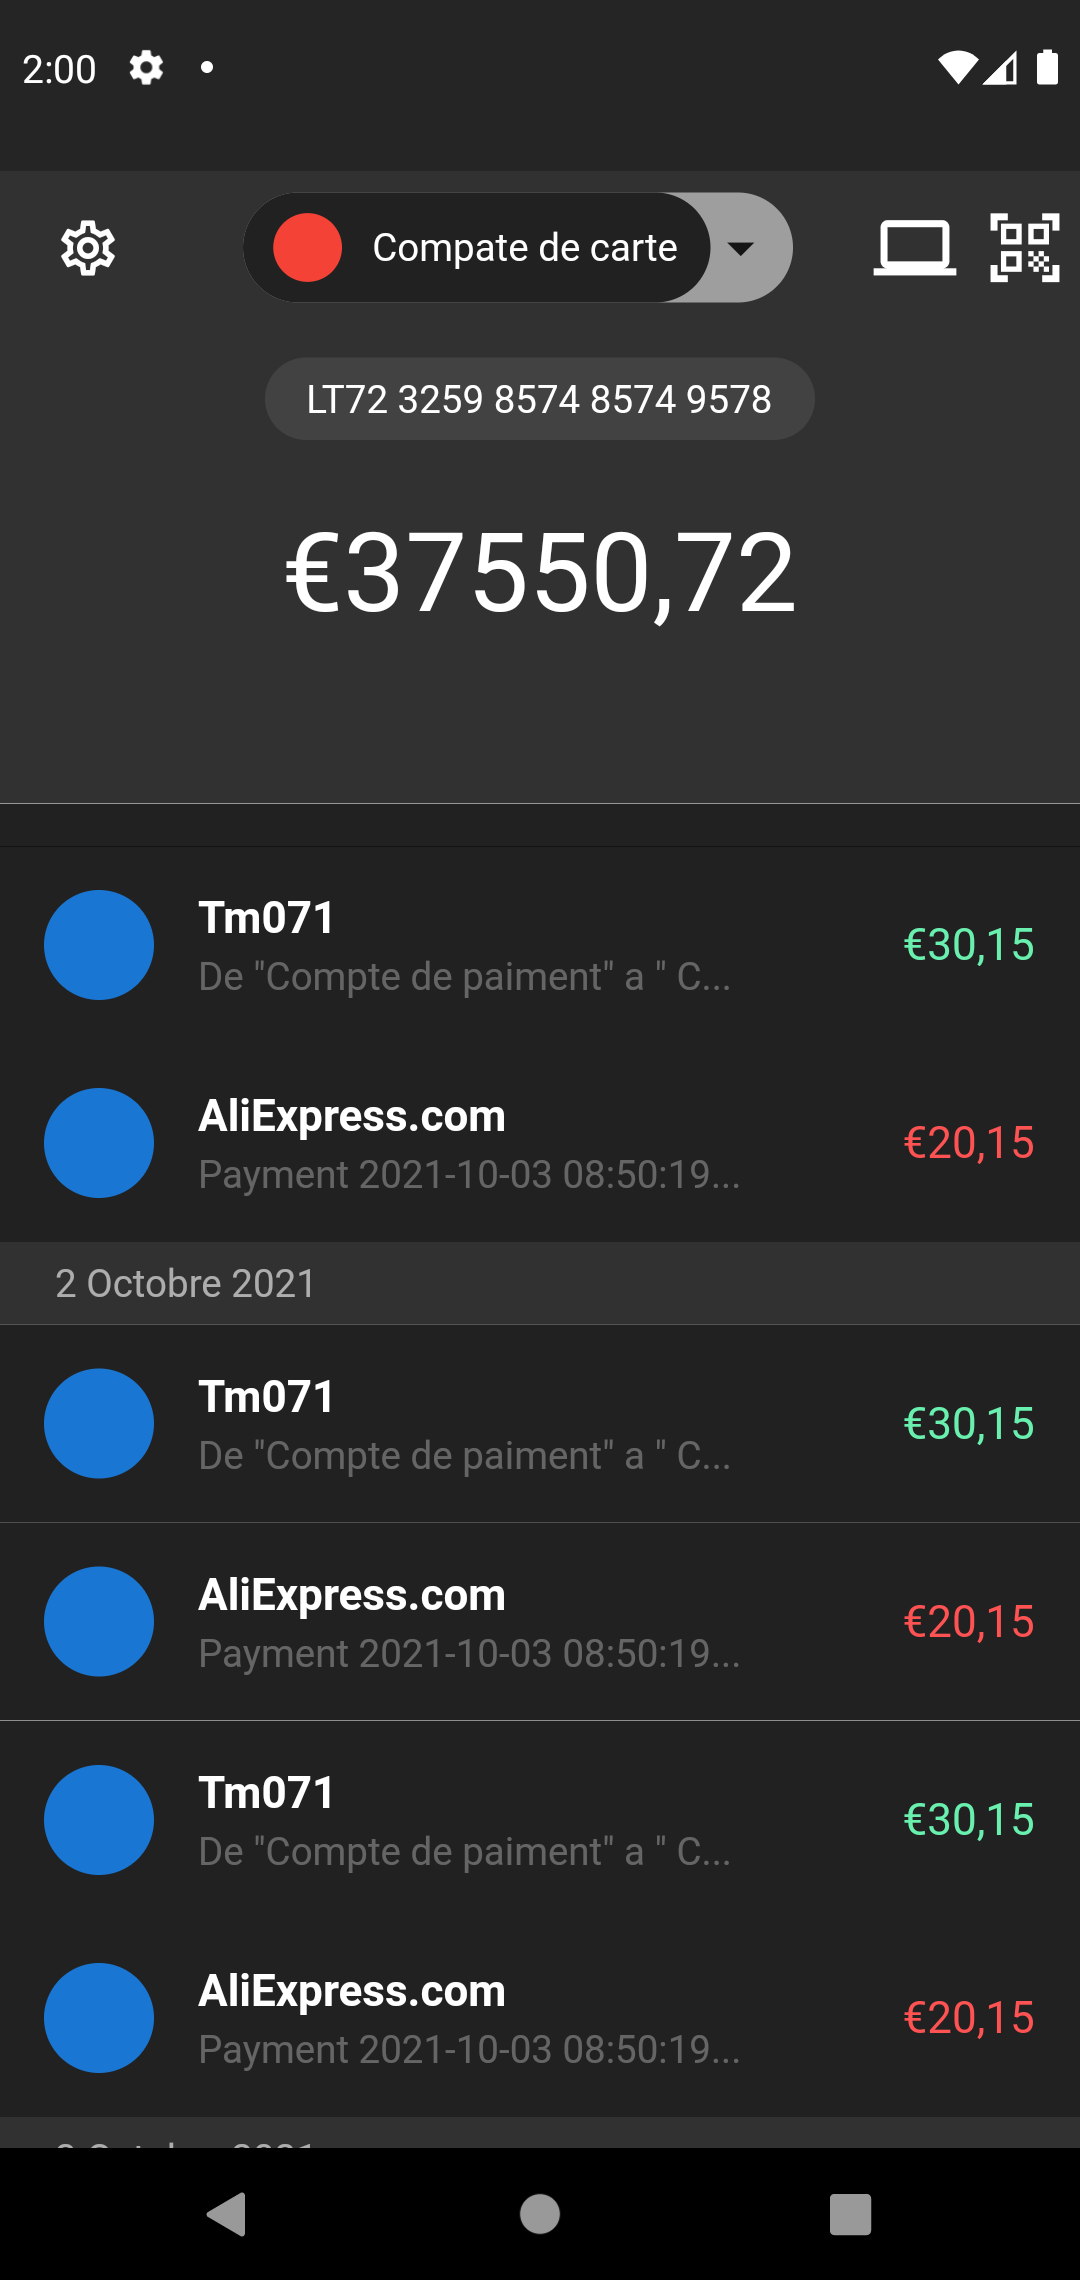 2:00
Compate de carte
LT72 3259 8574 8574 9578
€37550,72
Tm071
De "Compte de paiment" a " C...
€30,15
AliExpress.com
Payment 2021-10-03 08:50:19...
€20,15
2 Octobre 2021
Tm071
De "Compte de paiment" a " C...
€30,15
AliExpress.com
Payment 2021-10-03 08:50:19...
€20,15
Tm071
De "Compte de paiment" a " C...
€30,15
AliExpress.com
Payment 2021-10-03 08:50:19...
€20,15